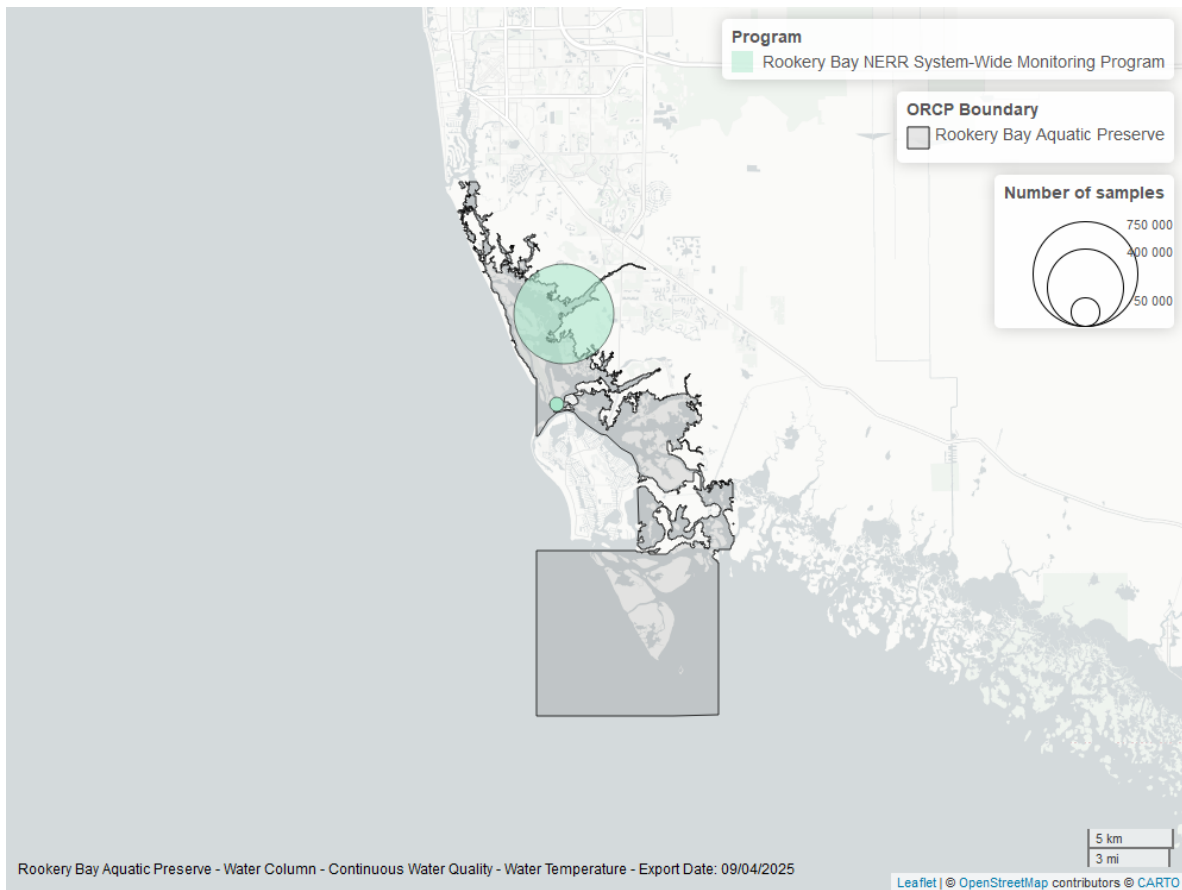 Program
Rookery Bay NERR System-Wide Monitoring Program
ORCP Boundary
Rookery Bay Aquatic Preserve
Number of samples
750 000
400 000
50 000
5 km
3 mi
Rookery Bay Aquatic Preserve - Water Column - Continuous Water Quality - Water Temperature - Export Date: 09/04/2025
Leaflet | © OpenStreetMap contributors © CARTO